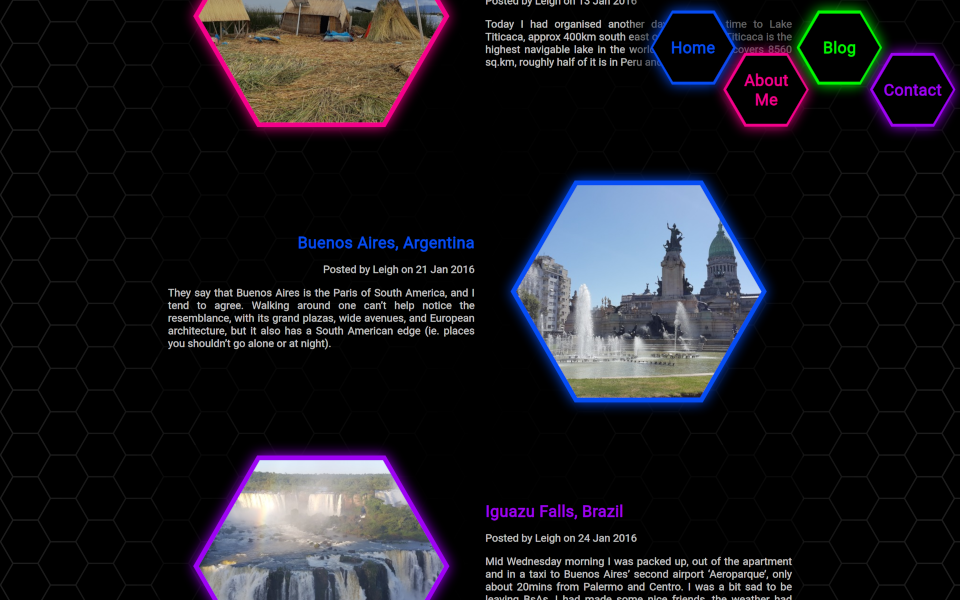 Posted by Leigh on 13 Jan 2016
Today I had organised another day time to Lake
Titicaca, approx 400km south east Titicaca is the
highest navigable lake in the world covers 8560
sq.km, roughly half of it is in Peru and
Home
About
Me
Blog
Contact
Buenos Aires, Argentina
Posted by Leigh on 21 Jan 2016
They say that Buenos Aires is the Paris of South America, and I
tend to agree. Walking around one can't help notice the
resemblance, with its grand plazas, wide avenues, and European
architecture, but it also has a South American edge (ie. places
you shouldn't go alone or at night).
Iguazu Falls, Brazil
Posted by Leigh on 24 Jan 2016
Mid Wednesday morning I was packed up, out of the apartment
and in a taxi to Buenos Aires' second airport 'Aeroparque', only
about 20mins from Palermo and Centro. I was a bit sad to be
leaving BsAs, I had made some nice friends, the weather had